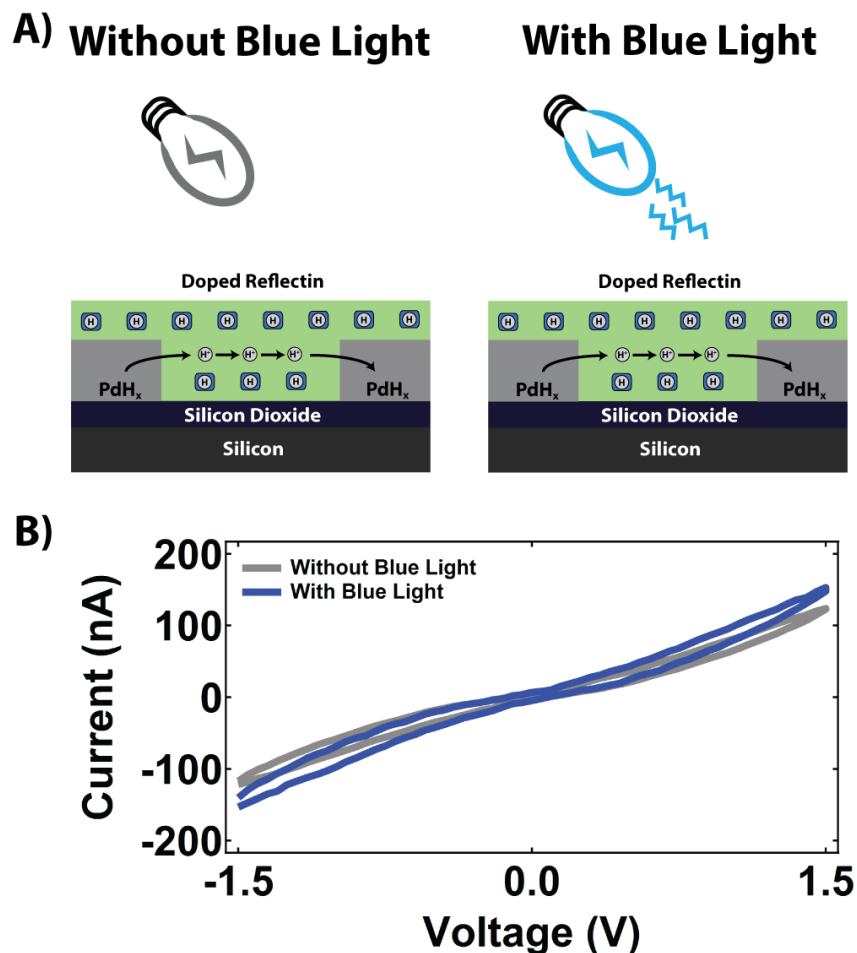 A)
Without Blue Light
With Blue Light
Doped Reflectin
Doped Reflectin
H H H H H H H H
H H H H H H H H
H⁺ H⁺ H⁺
H⁺ H⁺ H⁺
PdHₓ H H H PdHₓ
PdHₓ H H H PdHₓ
Silicon Dioxide
Silicon Dioxide
Silicon
Silicon
B)
200
100
0
-100
-200
Current (nA)
Without Blue Light
With Blue Light
-1.5 0.0 1.5
Voltage (V)